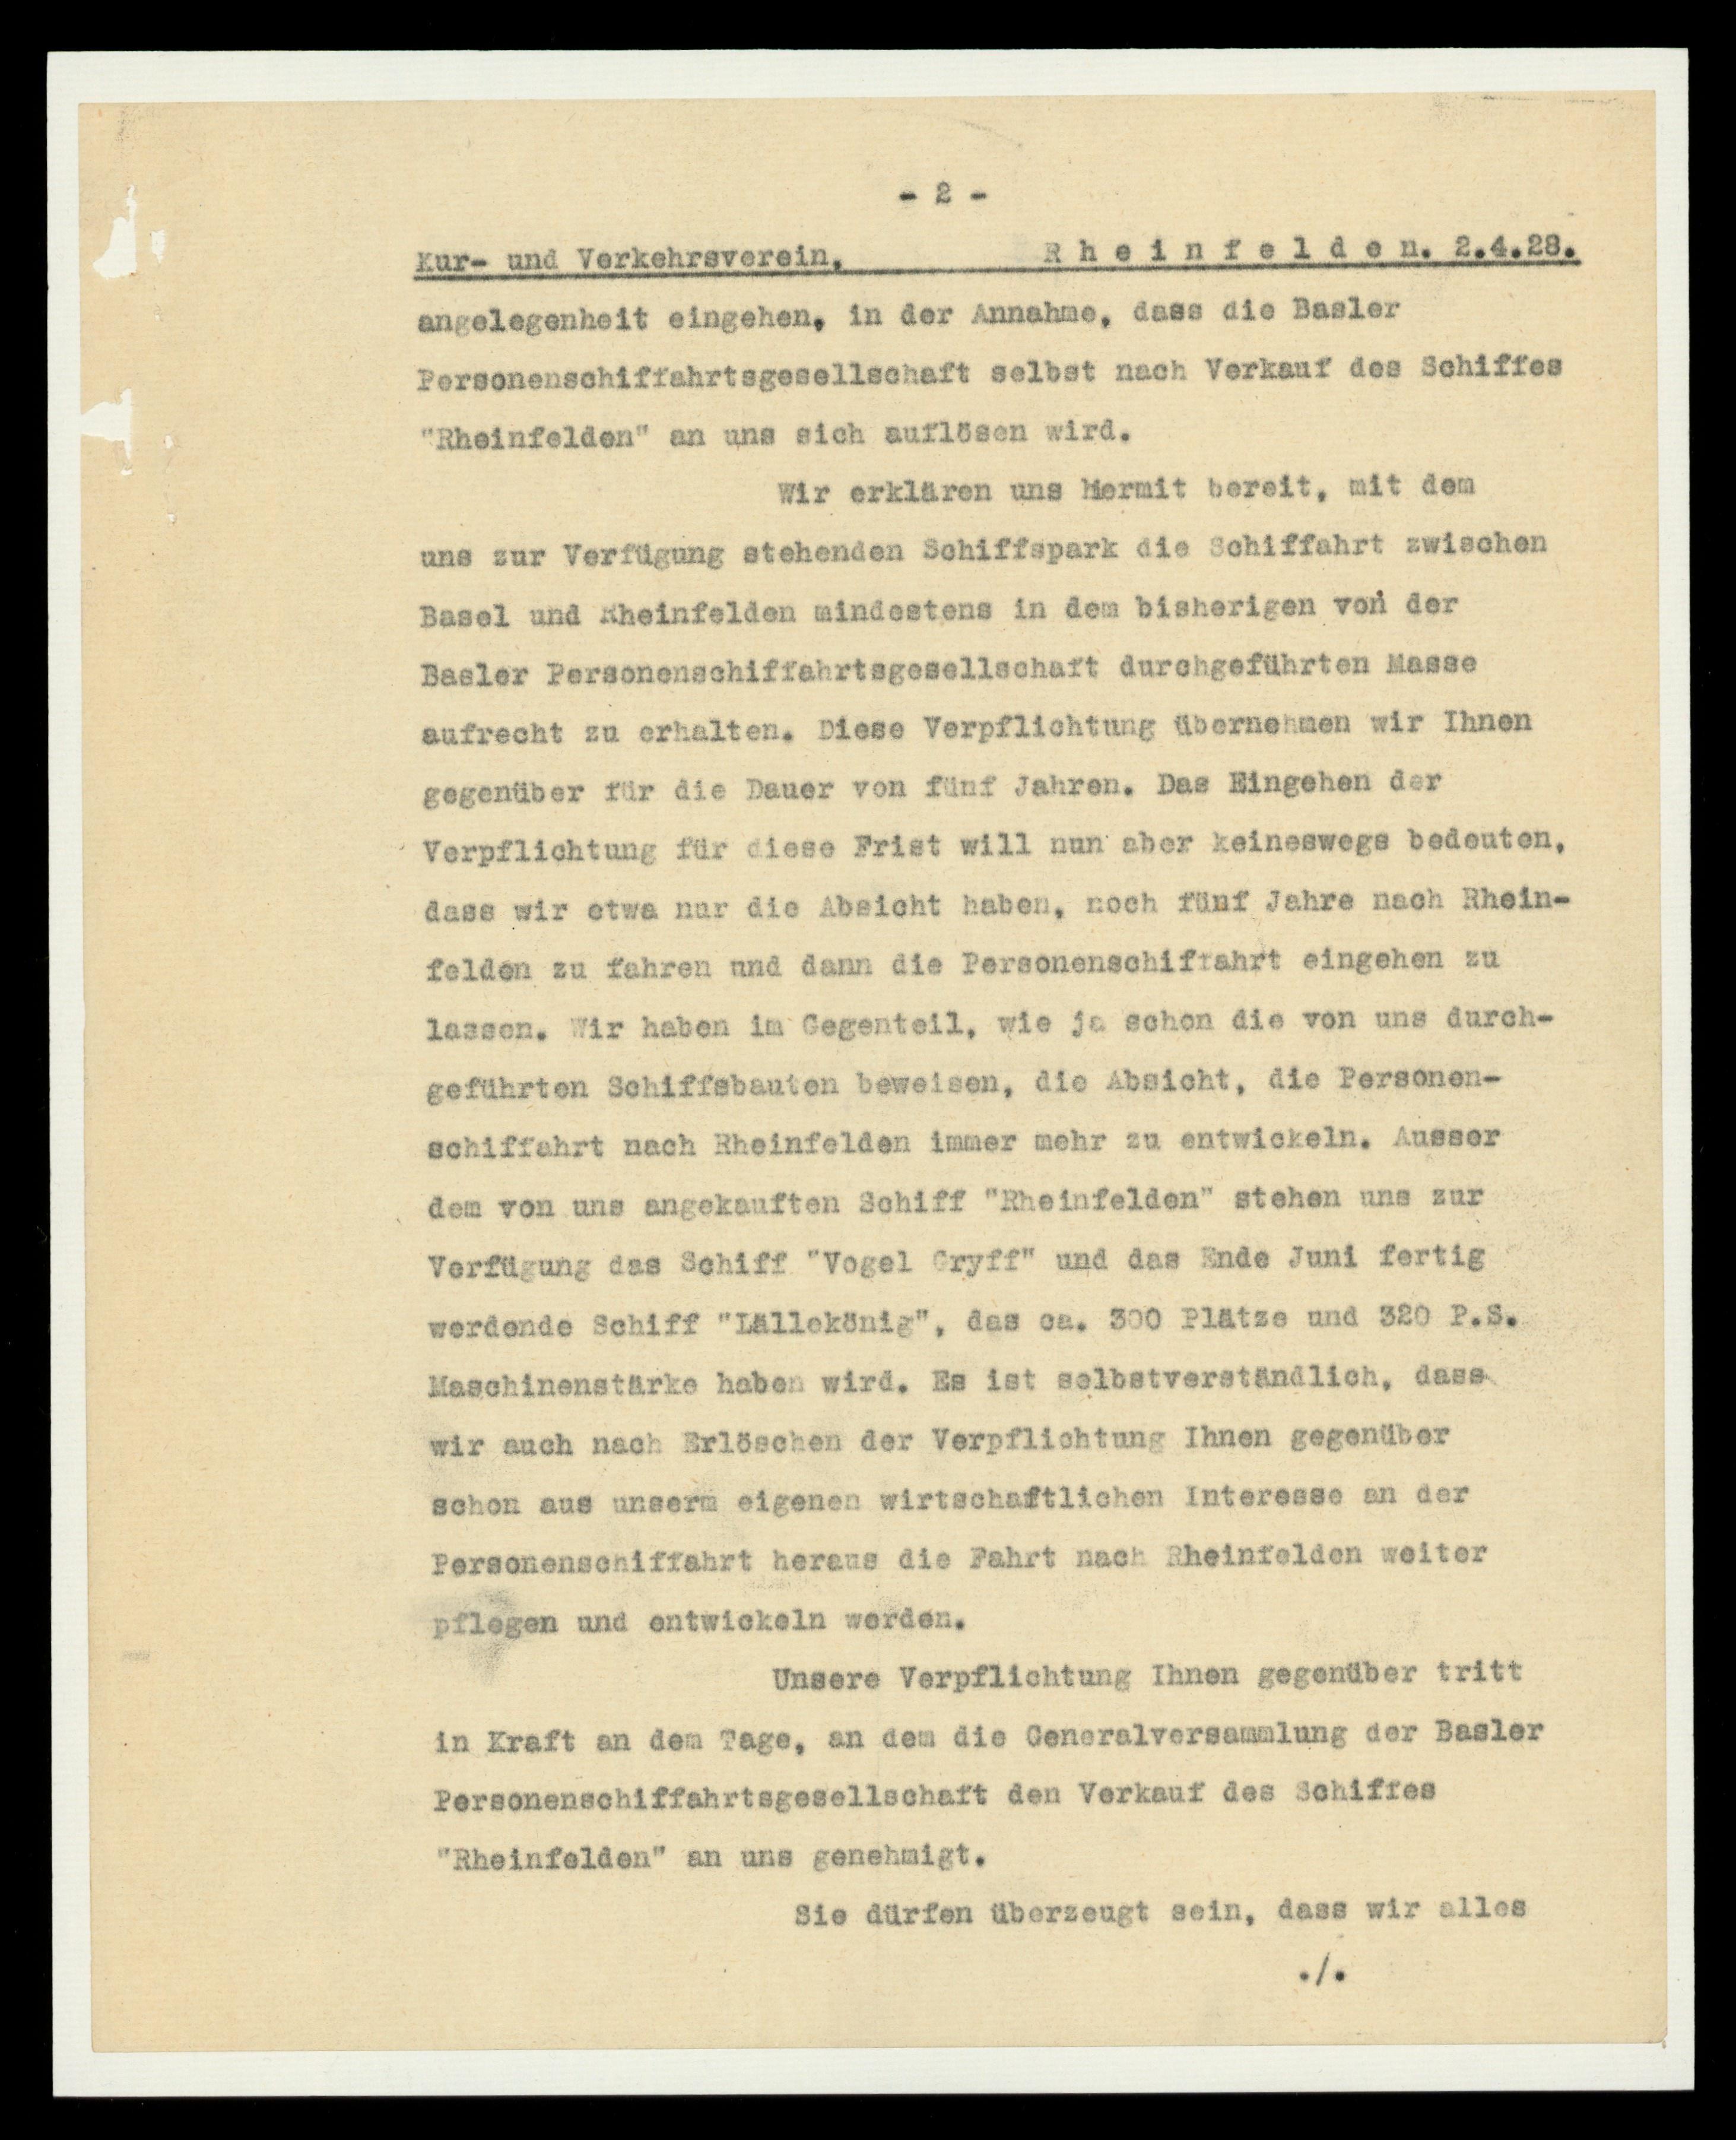 - 2 -
Kur- und Verkehrsverein, R h e i n f e l d e n. 2.4.28.
angelegenheit eingehen, in der Annahme, dass die Basler
Personenschiffahrtsgesellschaft selbst nach Verkauf des Schiffes
"Rheinfelden" an uns sich auflösen wird.
Wir erklären uns hiermit bereit, mit dem
uns zur Verfügung stehenden Schiffspark die Schiffahrt zwischen
Basel und Rheinfelden mindestens in dem bisherigen von der
Basler Personenschiffahrtsgesellschaft durchgeführten Masse
aufrecht zu erhalten. Diese Verpflichtung übernehmen wir Ihnen
gegenüber für die Dauer von fünf Jahren. Das Eingehen der
Verpflichtung für diese Frist will nun aber keineswegs bedeuten,
dass wir etwa nur die Absicht haben, noch fünf Jahre nach Rhein-
felden zu fahren und dann die Personenschiffahrt eingehen zu
lassen. Wir haben im Gegenteil, wie ja schon die von uns durch-
geführten Schiffsbauten beweisen, die Absicht, die Personen-
schiffahrt nach Rheinfelden immer mehr zu entwickeln. Ausser
dem von uns angekauften Schiff "Rheinfelden" stehen uns zur
Verfügung das Schiff "Vogel Gryff" und das Ende Juni fertig
werdende Schiff "Lällekönig", das ca. 300 Plätze und 320 P.S.
Maschinenstärke haben wird. Es ist selbstverständlich, dass
wir auch nach Erlöschen der Verpflichtung Ihnen gegenüber
schon aus unserm eigenen wirtschaftlichen Interesse an der
Personenschiffahrt heraus die Fahrt nach Rheinfelden weiter
pflegen und entwickeln werden.
Unsere Verpflichtung Ihnen gegenüber tritt
in Kraft an dem Tage, an dem die Generalversammlung der Basler
Personenschiffahrtsgesellschaft den Verkauf des Schiffes
"Rheinfelden" an uns genehmigt.
Sie dürfen überzeugt sein, dass wir alles
./.